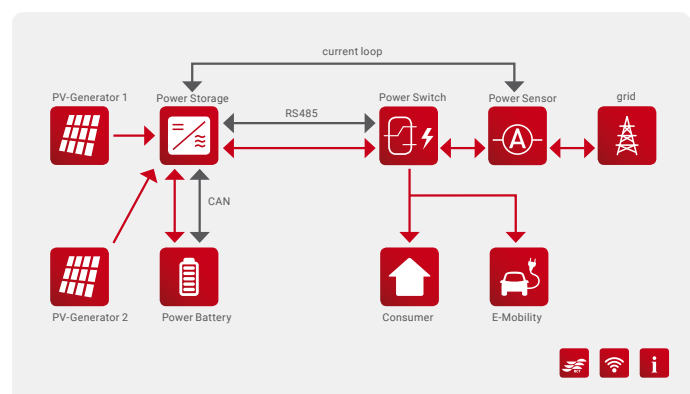 current loop
PV-Generator 1
Power Storage
Power Switch
Power Sensor
grid
RS485
A
CAN
PV-Generator 2
Power Battery
Consumer
E-Mobility
RCT
i